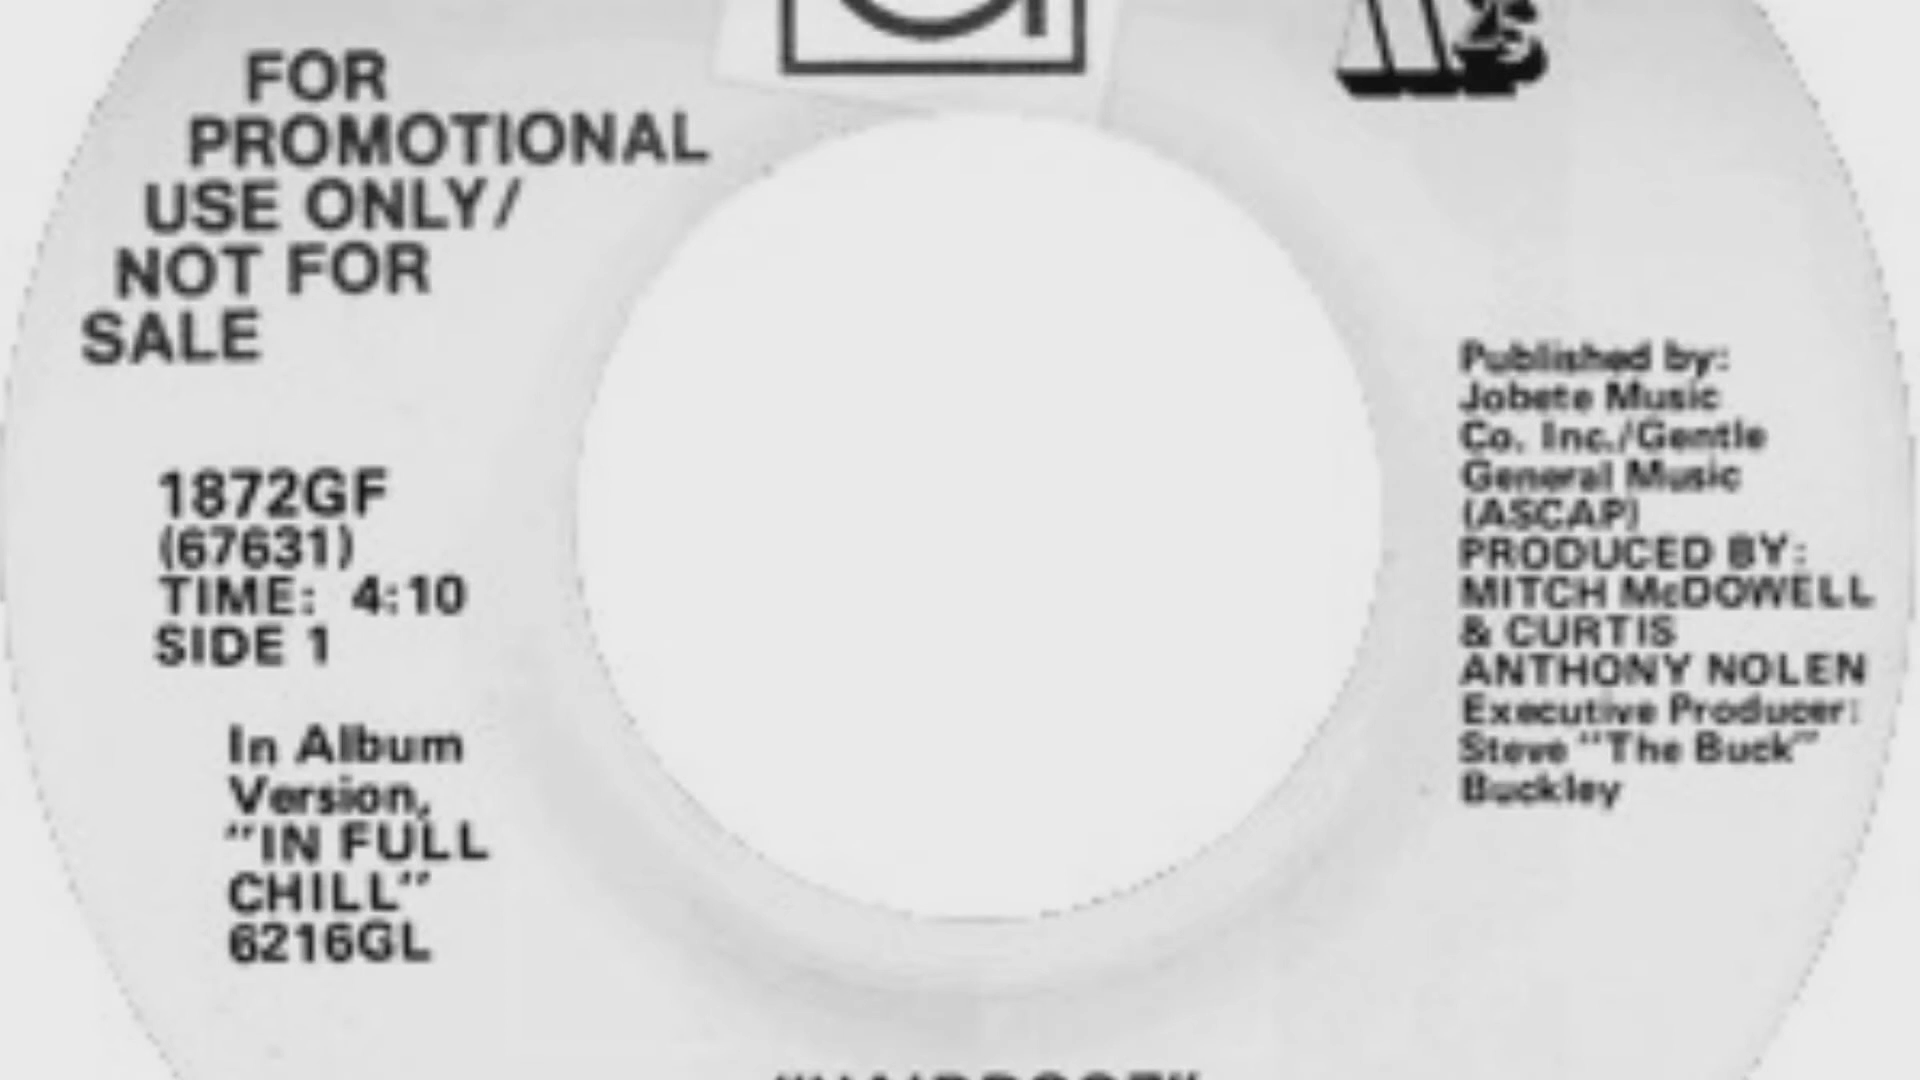 FOR
PROMOTIONAL
USE ONLY/
NOT FOR
SALE
1872GF
(67631)
TIME: 4:10
SIDE 1
In Album
Version,
"IN FULL
CHILL"
6216GL
Published by:
Jobete Music
Co. Inc./Gentle
General Music
(ASCAP)
PRODUCED BY:
MITCH McDOWELL
& CURTIS
ANTHONY NOLEN
Executive Producer:
Steve "The Buck"
Buckley